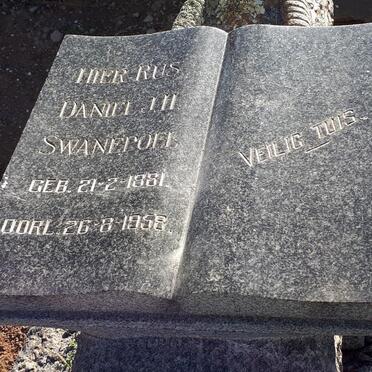 HIER RUS
DANIEL. T.H
SWANEPOEL
GEB. 21-2-1881.
OORL. 26-8-1958.
VEILIG TUIS.